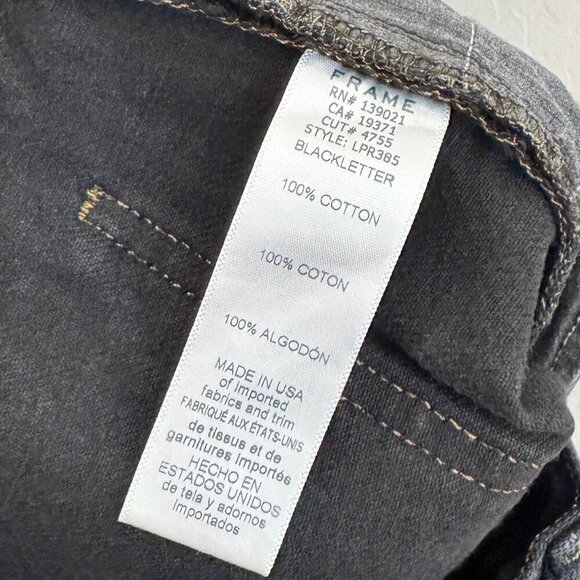 FRAME
RN# 139021
CA# 19371
CUT# 4755
STYLE: LPR385
BLACKLETTER
100% COTTON
100% COTON
100% ALGODÓN
MADE IN USA
of imported
fabrics and trim
FABRIQUÉ AUX ÉTATS-UNIS
de tissus et de
garnitures importés
HECHO EN
ESTADOS UNIDOS
de tela y adornos
importados